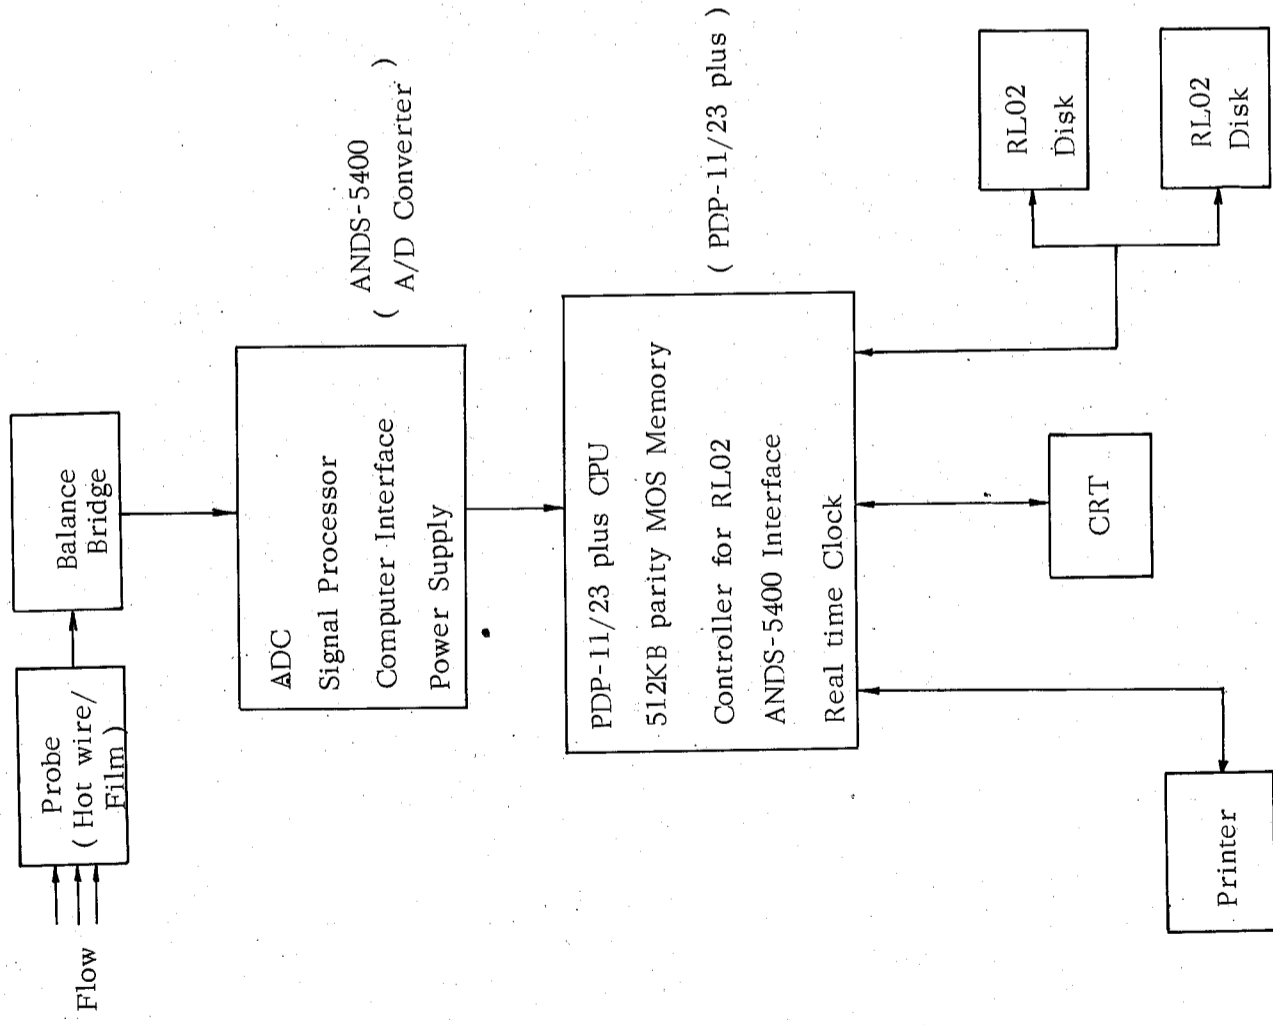 Flow
Probe
( Hot wire/
Film )
Balance
Bridge
ADC
Signal Processor
Computer Interface
Power Supply
( ANDS-5400
A/D Converter )
PDP-11/23 plus CPU
512KB parity MOS Memory
Controller for RL02
ANDS-5400 Interface
Real time Clock
( PDP-11/23 plus )
Printer
CRT
RL02
Disk
RL02
Disk